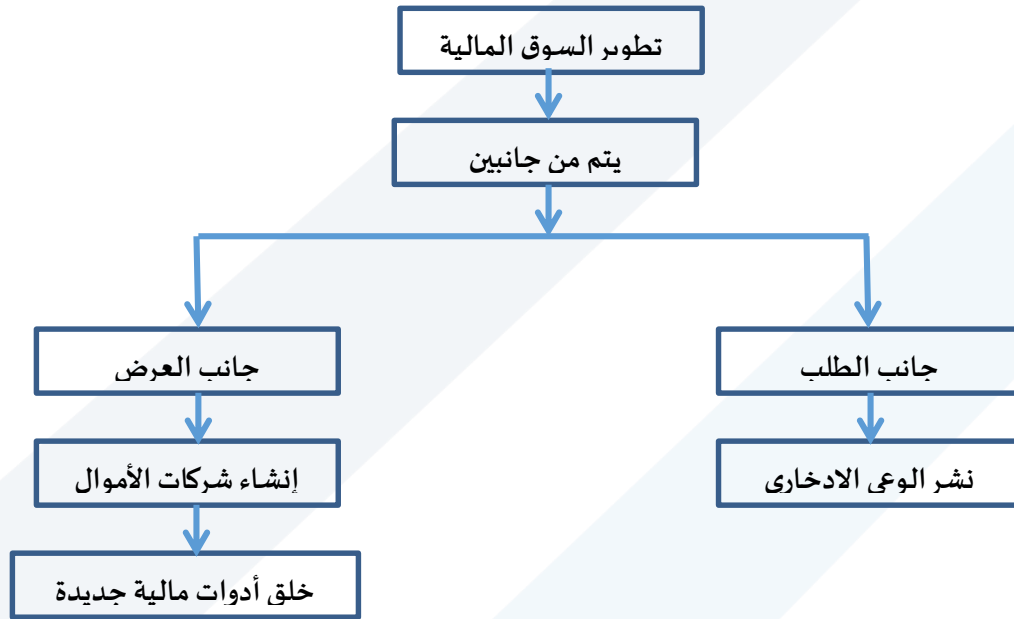 تطوير السوق المالية
يتم من جانبين
جانب الطلب
جانب العرض
نشر الوعي الادخاري
إنشاء شركات الأموال
خلق أدوات مالية جديدة